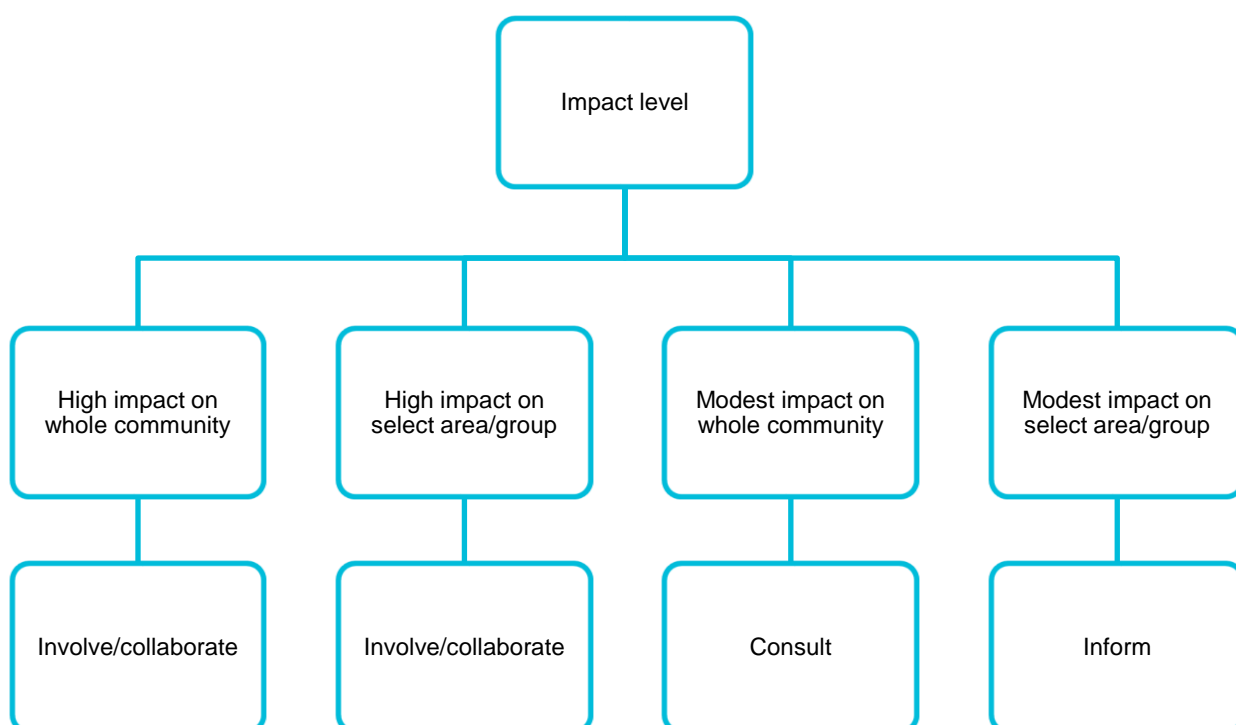 Impact level
High impact on
whole community
High impact on
select area/group
Modest impact on
whole community
Modest impact on
select area/group
Involve/collaborate
Involve/collaborate
Consult
Inform